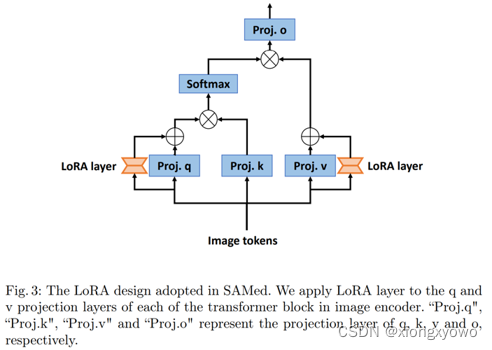 Proj. o
Softmax
LoRA layer
Proj. q
Proj. k
Proj. v
LoRA layer
Image tokens
Fig. 3: The LoRA design adopted in SAMed. We apply LoRA layer to the q and
v projection layers of each of the transformer block in image encoder. “Proj.q",
“Proj.k", “Proj.v" and “Proj.o" represent the projection layer of q, k, v and o,
respectively.
CSDN @xiongxyowo